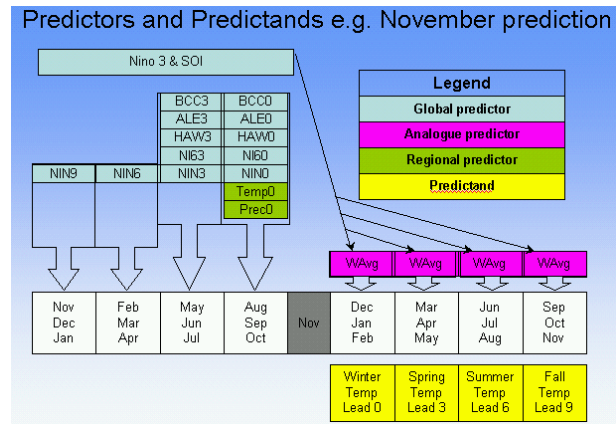 Predictors and Predictands e.g. November prediction
Nino 3 & SOI
Legend
Global predictor
Analogue predictor
Regional predictor
Predictand
BCC3 BCC0
ALE3 ALE0
HAW3 HAW0
NI63 NI60
NIN9 NIN6 NIN3 NIN0
Temp0
Prec0
WAvg WAvg WAvg WAvg
Nov Feb May Aug Dec Mar Jun Sep
Dec Mar Jun Sep Nov Jan Apr Jul Oct
Jan Apr Jul Oct Feb May Aug Nov
Winter Spring Summer Fall
Temp Temp Temp Temp
Lead 0 Lead 3 Lead 6 Lead 9